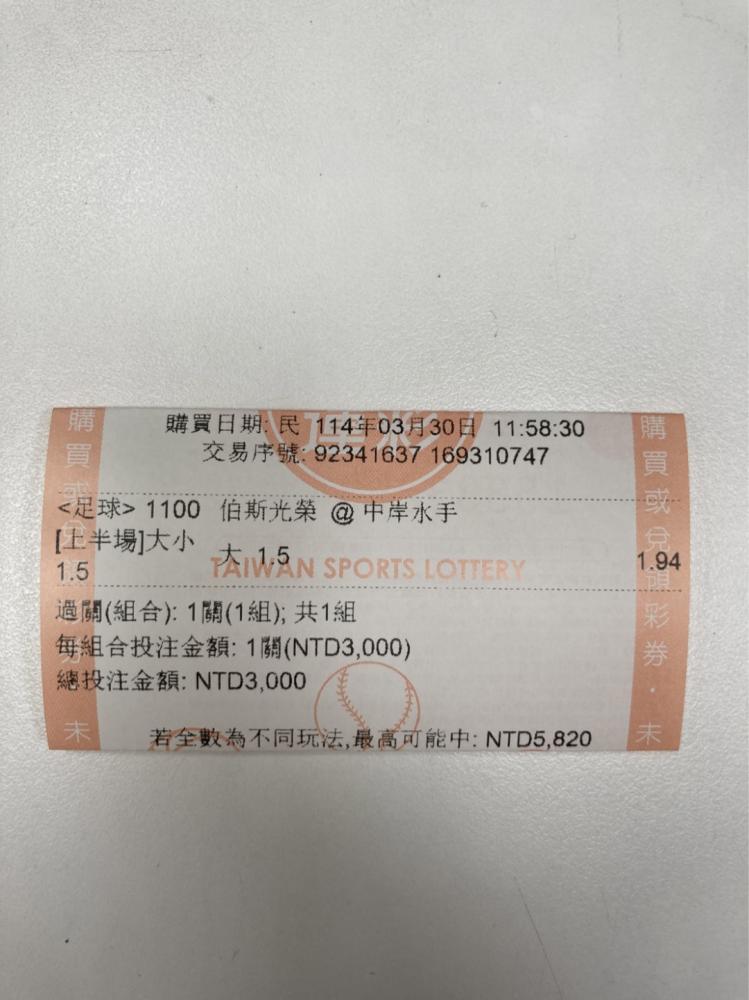 購買日期: 民 114年03月30日 11:58:30
交易序號: 92341637 169310747
<足球> 1100 伯斯光榮 @ 中岸水手
[上半場]大小 大 1.5
1.5 1.94
TAIWAN SPORTS LOTTERY
過關(組合): 1關(1組); 共1組
每組合投注金額: 1關(NTD3,000)
總投注金額: NTD3,000
若全數為不同玩法,最高可能中: NTD5,820
購買或兌
未
購買或兌領彩券・未